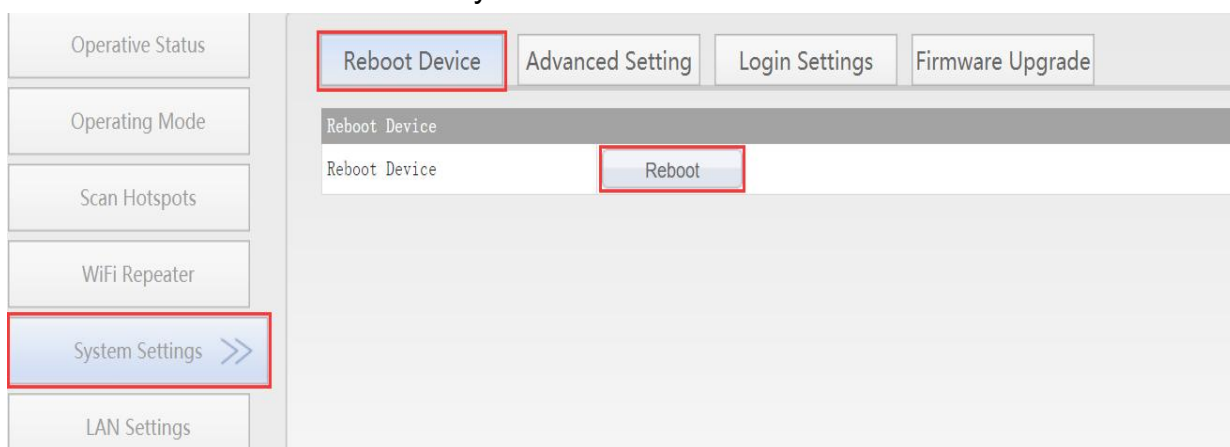 Operative Status
Operating Mode
Scan Hotspots
WiFi Repeater
System Settings
LAN Settings
Reboot Device Advanced Setting Login Settings Firmware Upgrade
Reboot Device
Reboot Device Reboot